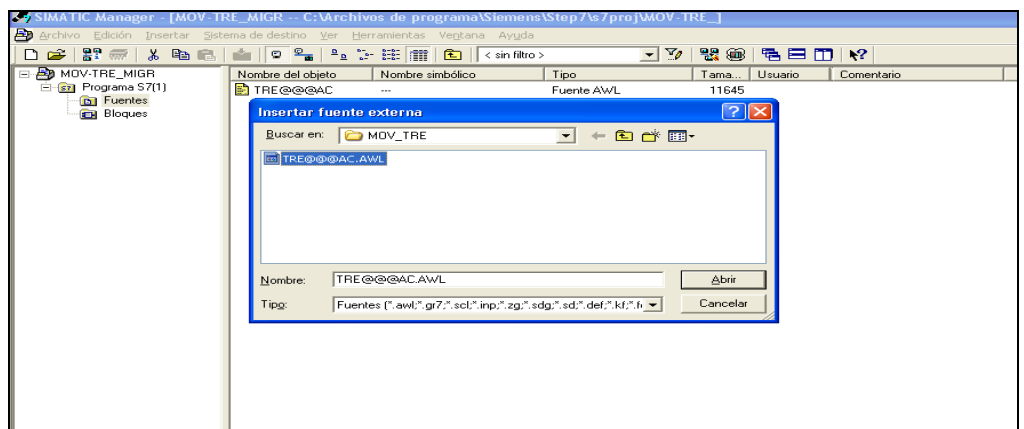 SIMATIC Manager - [MOV-TRE_MIGR -- C:\Archivos de programa\Siemens\Step7\s7proj\MOV-TRE_]
Archivo Edición Insertar Sistema de destino Ver Herramientas Ventana Ayuda
< sin filtro >
MOV-TRE_MIGR
Programa S7(1)
Fuentes
Bloques
Nombre del objeto Nombre simbólico Tipo Tama... Usuario Comentario
TRE@@@AC --- Fuente AWL 11645
Insertar fuente externa
Buscar en: MOV_TRE
TRE@@@AC.AWL
Nombre: TRE@@@AC.AWL Abrir
Tipo: Fuentes (*.awl;*.gr7;*.scl;*.inp;*.zg;*.sdg;*.sd;*.def;*.kf;*.f Cancelar